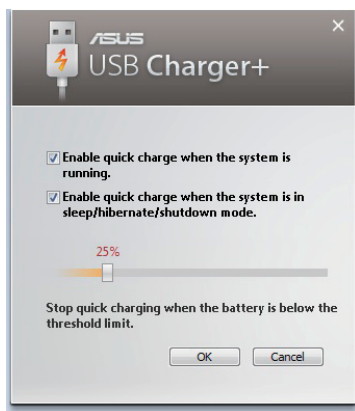 ASUS
USB Charger+
Enable quick charge when the system is
running.
Enable quick charge when the system is in
sleep/hibernate/shutdown mode.
25%
Stop quick charging when the battery is below the
threshold limit.
OK Cancel